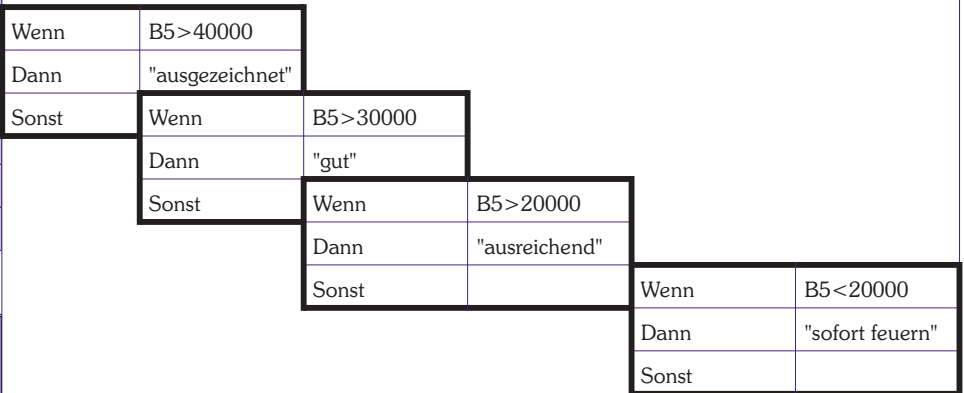 Wenn B5>40000
Dann "ausgezeichnet"
Sonst Wenn B5>30000
Dann "gut"
Sonst Wenn B5>20000
Dann "ausreichend"
Sonst Wenn B5<20000
Dann "sofort feuern"
Sonst